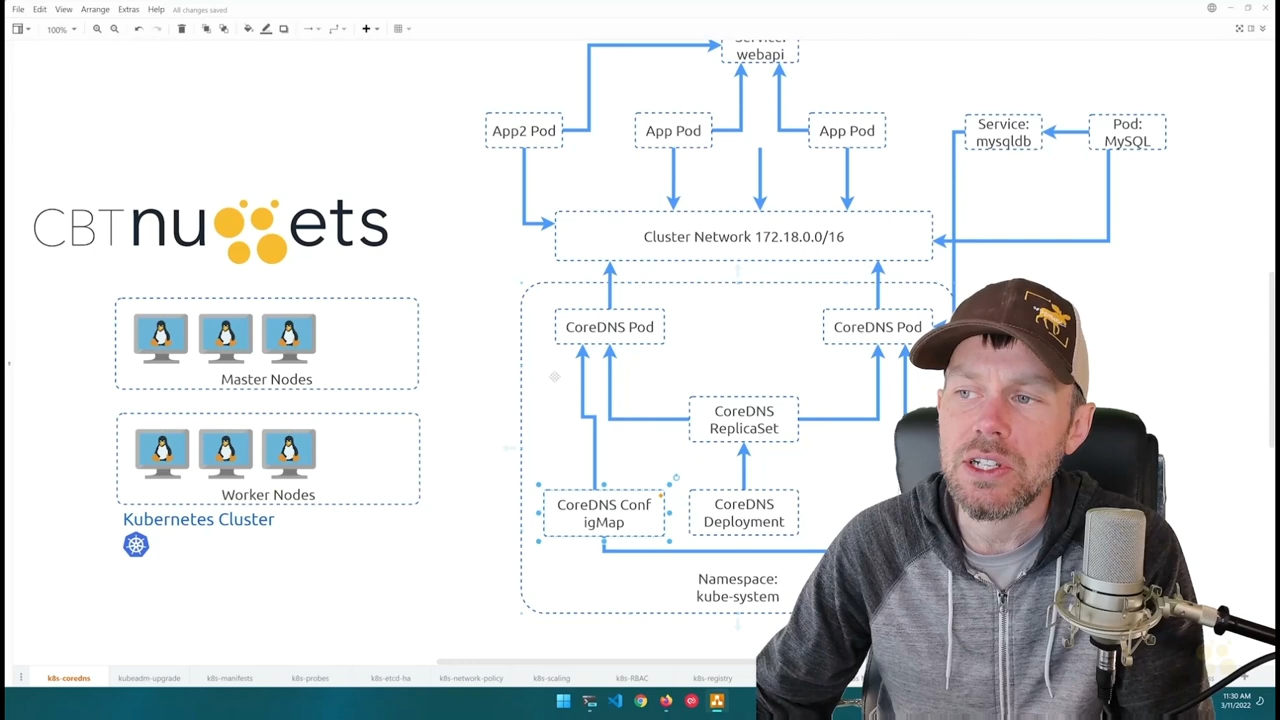 File Edit View Arrange Extras Help All changes saved
100%
Service:
webapi
App2 Pod
App Pod
App Pod
Service:
mysqldb
Pod:
MySQL
Cluster Network 172.18.0.0/16
CBTnuggets
CoreDNS Pod
CoreDNS Pod
Master Nodes
CoreDNS
ReplicaSet
Worker Nodes
CoreDNS Conf
igMap
CoreDNS
Deployment
Kubernetes Cluster
Namespace:
kube-system
k8s-coredns kubeadm-upgrade k8s-manifests k8s-probes k8s-etcd-ha k8s-network-policy k8s-scaling k8s-RBAC k8s-registry
11:30 AM
3/11/2022